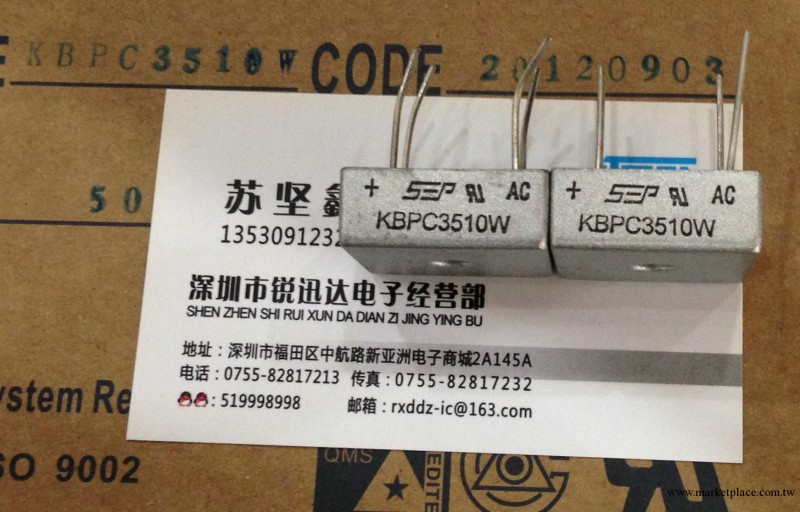 KBPC3510W CODE 20120903
50
苏坚鑫
1353091232
+ SEP AC
KBPC3510W
+ SEP AC
KBPC3510W
深圳市锐迅达电子经营部
SHEN ZHEN SHI RUI XUN DA DIAN ZI JING YING BU
地址：深圳市福田区中航路新亚洲电子商城2A145A
电话：0755-82817213 传真：0755-82817232
：519998998 邮箱：rxddz-ic@163.com
ystem Re
SO 9002
QMS
EDITE
www.marketplace.com.tw